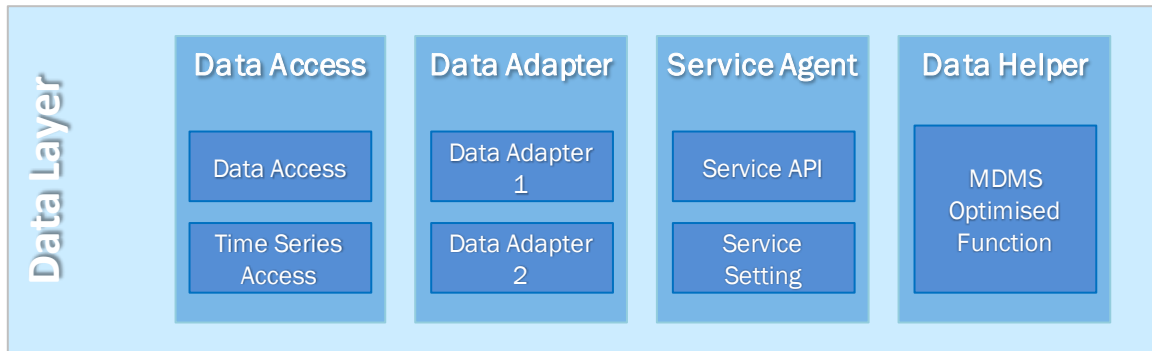 Data Layer
Data Access
Data Access
Time Series
Access
Data Adapter
Data Adapter
1
Data Adapter
2
Service Agent
Service API
Service
Setting
Data Helper
MDMS
Optimised
Function